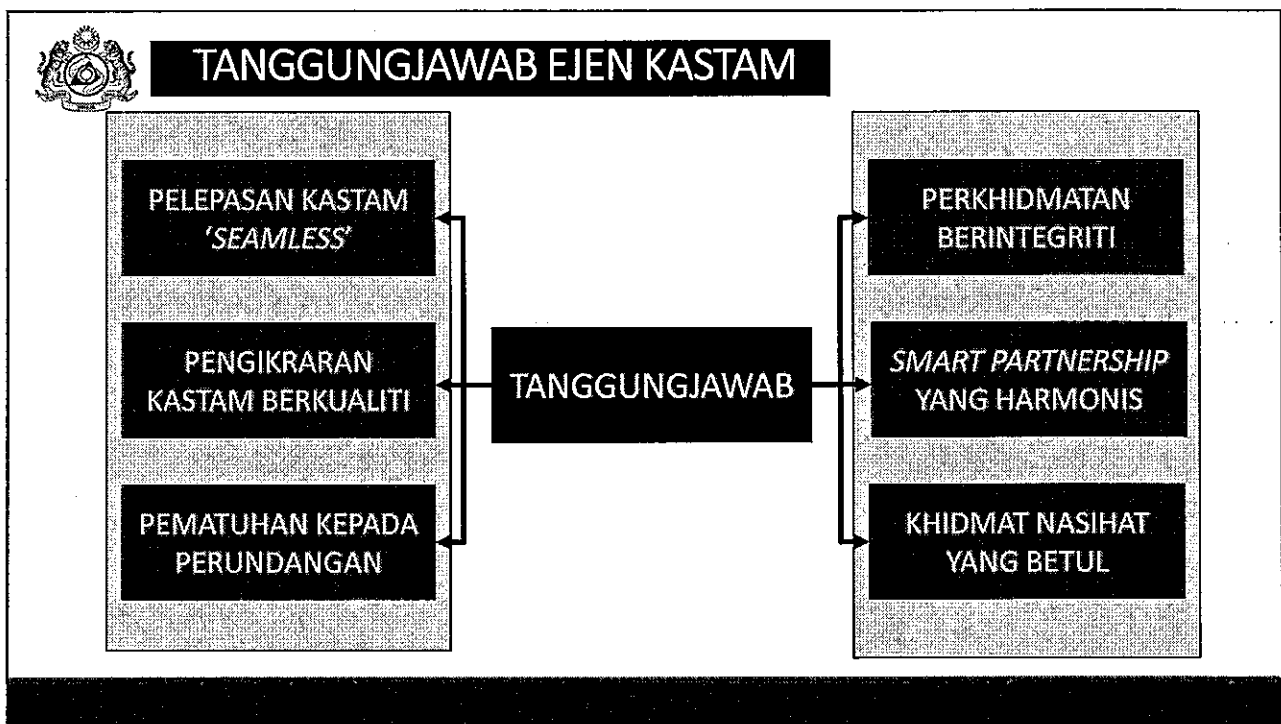 TANGGUNGJAWAB EJEN KASTAM
PELEPASAN KASTAM
‘SEAMLESS’
PENGIKRARAN
KASTAM BERKUALITI
PEMATUHAN KEPADA
PERUNDANGAN
TANGGUNGJAWAB
PERKHIDMATAN
BERINTEGRITI
SMART PARTNERSHIP
YANG HARMONIS
KHIDMAT NASIHAT
YANG BETUL